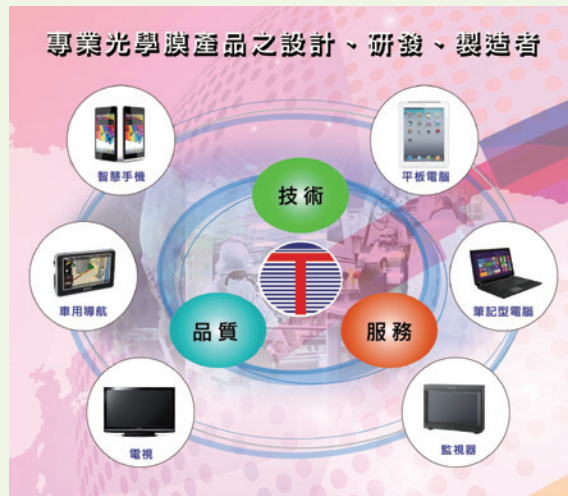 專業光學膜產品之設計、研發、製造者
智慧手機
平板電腦
技術
車用導航
筆記型電腦
品質
服務
電視
監視器